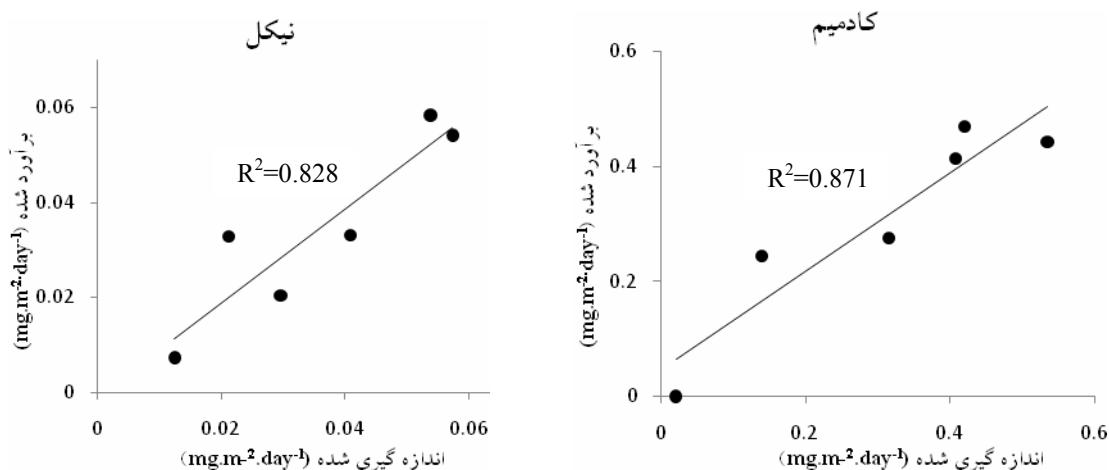 نیکل
0.06
0.04
0.02
0
0
0.02
0.04
0.06
R²=0.828
برآورد شده (mg.m-².day-¹)
اندازه گیری شده (mg.m-².day-¹)
کادمیم
0.6
0.4
0.2
0
0
0.2
0.4
0.6
R²=0.871
برآورد شده (mg.m-².day-¹)
اندازه گیری شده (mg.m-².day-¹)